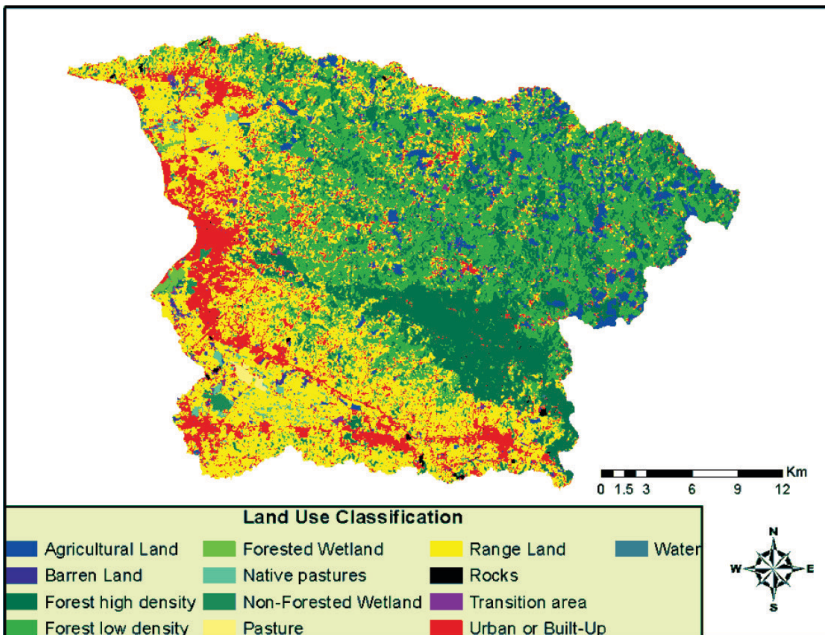 Km
0 1.5 3 6 9 12
Land Use Classification
Agricultural Land
Barren Land
Forest high density
Forest low density
Forested Wetland
Native pastures
Non-Forested Wetland
Pasture
Range Land
Rocks
Transition area
Urban or Built-Up
Water
N
W E
S